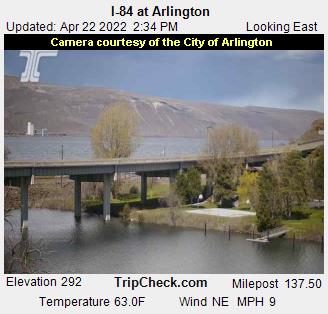 I-84 at Arlington
Updated: Apr 22 2022 2:34 PM Looking East
Camera courtesy of the City of Arlington
Elevation 292 TripCheck.com Milepost 137.50
Temperature 63.0F Wind NE MPH 9